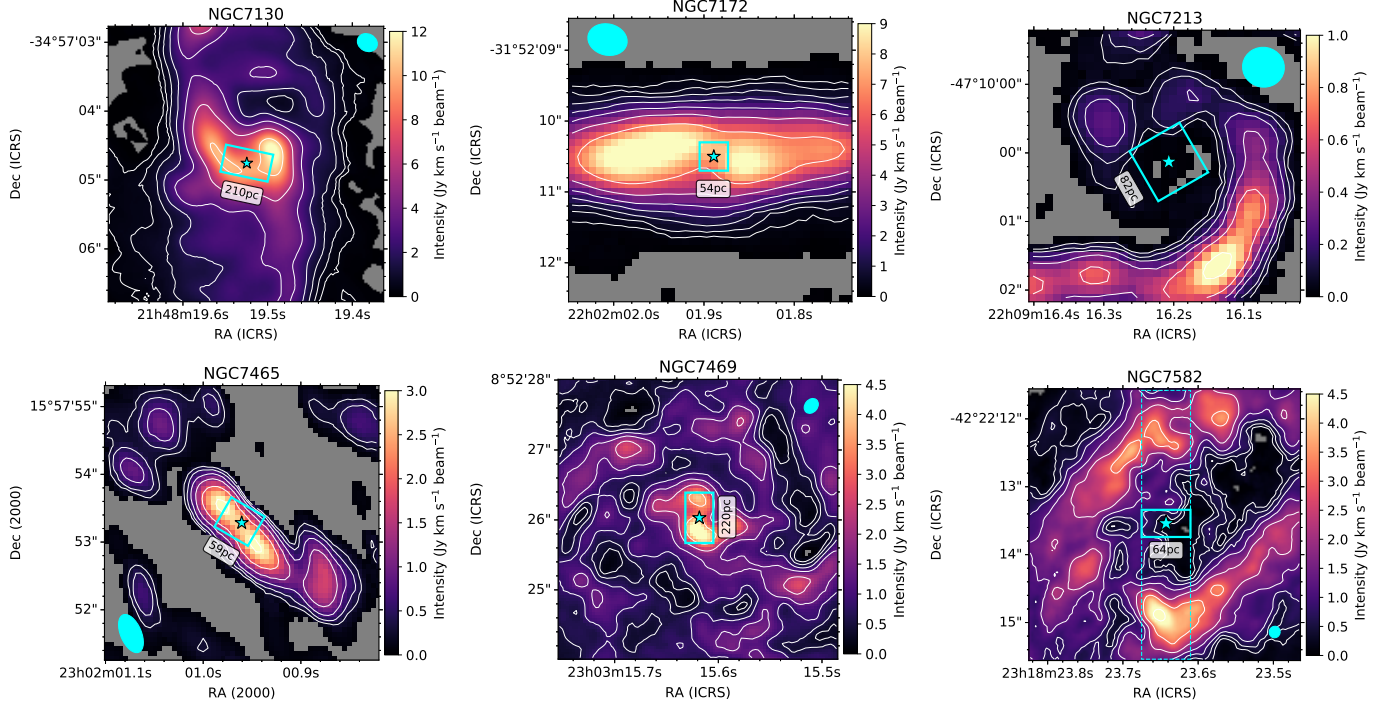 NGC7130
-34°57'03"
04"
05"
06"
Dec (ICRS)
21h48m19.6s
19.5s
19.4s
RA (ICRS)
210pc
12
10
8
6
4
2
0
Intensity (Jy km s⁻¹ beam⁻¹)
NGC7172
-31°52'09"
10"
11"
12"
Dec (ICRS)
22h02m02.0s
01.9s
01.8s
RA (ICRS)
54pc
9
8
7
6
5
4
3
2
1
0
Intensity (Jy km s⁻¹ beam⁻¹)
NGC7213
-47°10'00"
00"
01"
02"
Dec (ICRS)
22h09m16.4s
16.3s
16.2s
16.1s
RA (ICRS)
82pc
1.0
0.8
0.6
0.4
0.2
0.0
Intensity (Jy km s⁻¹ beam⁻¹)
NGC7465
15°57'55"
54"
53"
52"
Dec (2000)
23h02m01.1s
01.0s
00.9s
RA (2000)
59pc
3.0
2.5
2.0
1.5
1.0
0.5
0.0
Intensity (Jy km s⁻¹ beam⁻¹)
NGC7469
8°52'28"
27"
26"
25"
Dec (ICRS)
23h03m15.7s
15.6s
15.5s
RA (ICRS)
220pc
4.5
4.0
3.5
3.0
2.5
2.0
1.5
1.0
0.5
0.0
Intensity (Jy km s⁻¹ beam⁻¹)
NGC7582
-42°22'12"
13"
14"
15"
Dec (ICRS)
23h18m23.8s
23.7s
23.6s
23.5s
RA (ICRS)
64pc
4.5
4.0
3.5
3.0
2.5
2.0
1.5
1.0
0.5
0.0
Intensity (Jy km s⁻¹ beam⁻¹)